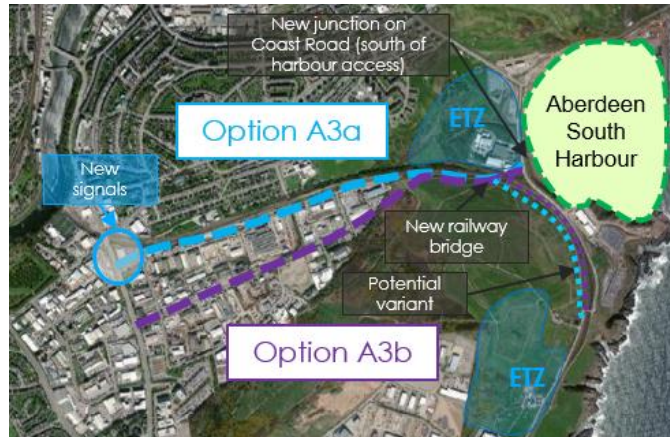 New junction on
Coast Road (south of
harbour access)
Option A3a
ETZ
Aberdeen
South
Harbour
New
signals
New railway
bridge
Potential
variant
Option A3b
ETZ